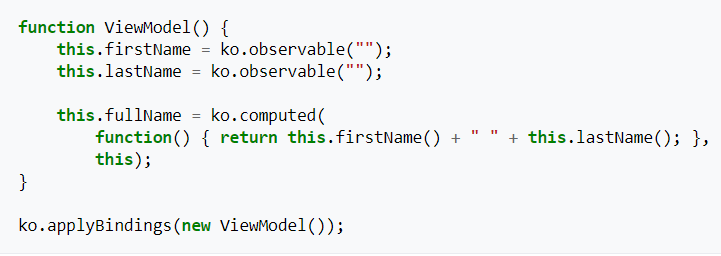 function ViewModel() {
    this.firstName = ko.observable("");
    this.lastName = ko.observable("");

    this.fullName = ko.computed(
        function() { return this.firstName() + " " + this.lastName(); },
        this);
}

ko.applyBindings(new ViewModel());